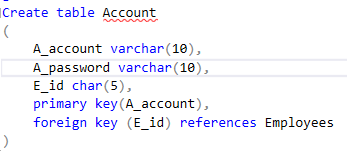 Create table Account
(
A_account varchar(10),
A_password varchar(10),
E_id char(5),
primary key(A_account),
foreign key (E_id) references Employees
)